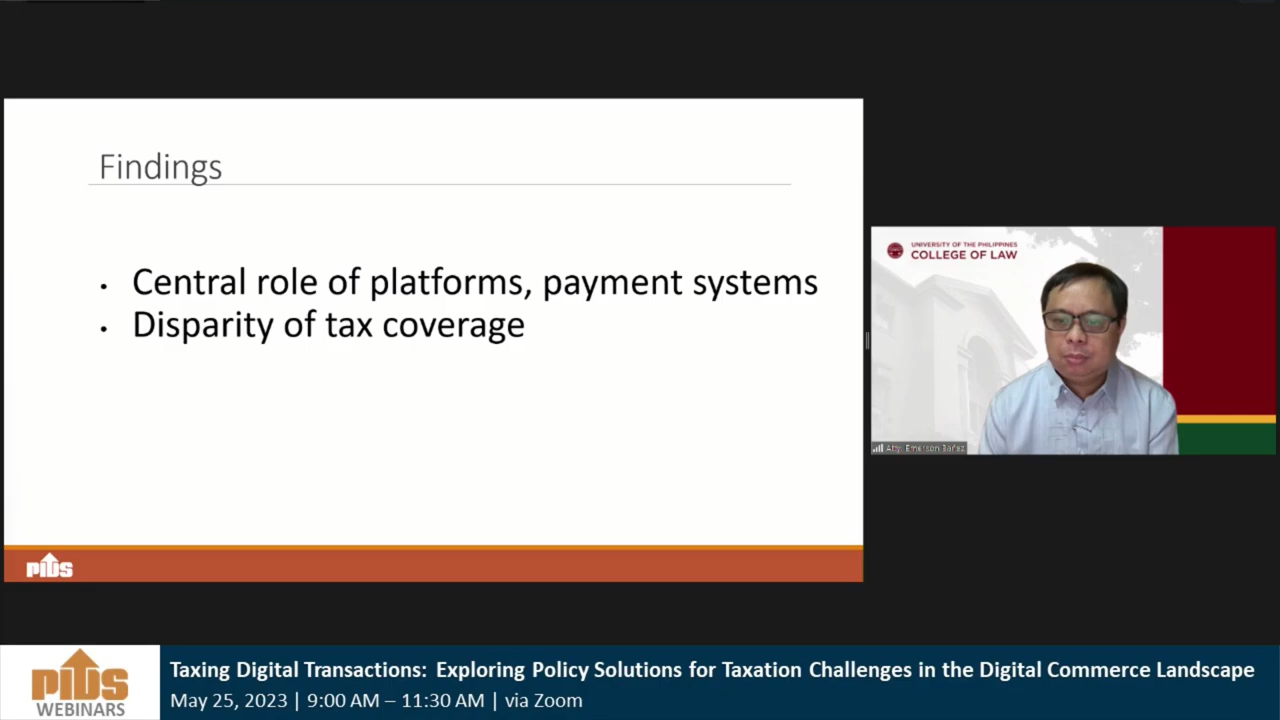 Findings
• Central role of platforms, payment systems
• Disparity of tax coverage
UNIVERSITY OF THE PHILIPPINES
COLLEGE OF LAW
Atty. Emerson Bañez
PIDS
PIDS
WEBINARS
Taxing Digital Transactions: Exploring Policy Solutions for Taxation Challenges in the Digital Commerce Landscape
May 25, 2023 | 9:00 AM – 11:30 AM | via Zoom